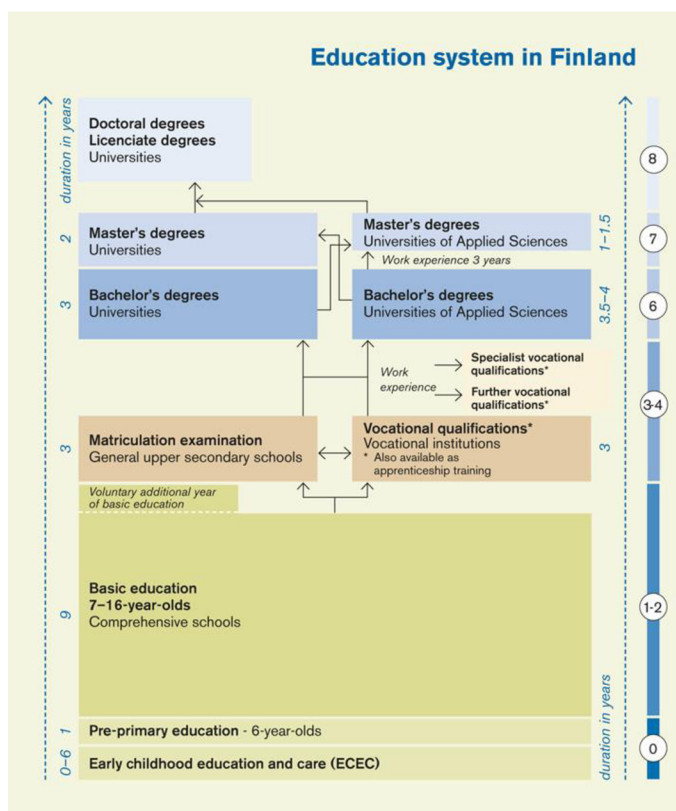 Education system in Finland
duration in years
Doctoral degrees
Licenciate degrees
Universities
8
2
Master's degrees
Universities
Master's degrees
Universities of Applied Sciences
1–1.5
7
Work experience 3 years
3
Bachelor's degrees
Universities
Bachelor's degrees
Universities of Applied Sciences
3.5–4
6
Work
experience
Specialist vocational
qualifications*
Further vocational
qualifications*
3-4
3
Matriculation examination
General upper secondary schools
Vocational qualifications*
Vocational institutions
* Also available as
apprenticeship training
3
Voluntary additional year
of basic education
9
Basic education
7–16-year-olds
Comprehensive schools
1-2
1
Pre-primary education - 6-year-olds
duration in years
0
0–6
Early childhood education and care (ECEC)